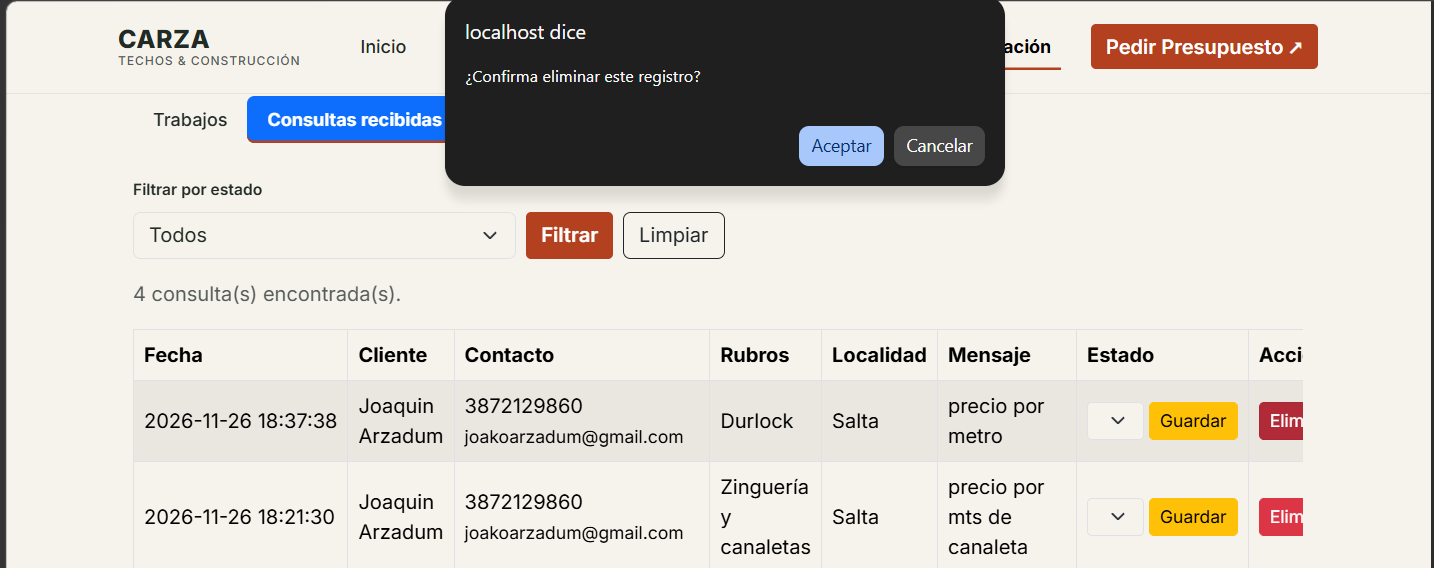 CARZA
TECHOS & CONSTRUCCIÓN
Inicio
localhost dice
¿Confirma eliminar este registro?
Aceptar
Cancelar
ación
Pedir Presupuesto ↗
Trabajos
Consultas recibidas
Filtrar por estado
Todos
Filtrar
Limpiar
4 consulta(s) encontrada(s).
Fecha Cliente Contacto Rubros Localidad Mensaje Estado Acci
2026-11-26 18:37:38
Joaquin
Arzadum
3872129860
joakoarzadum@gmail.com
Durlock
Salta
precio por
metro
Guardar
Elim
2026-11-26 18:21:30
Joaquin
Arzadum
3872129860
joakoarzadum@gmail.com
Zinguería
y
canaletas
Salta
precio por
mts de
canaleta
Guardar
Elim